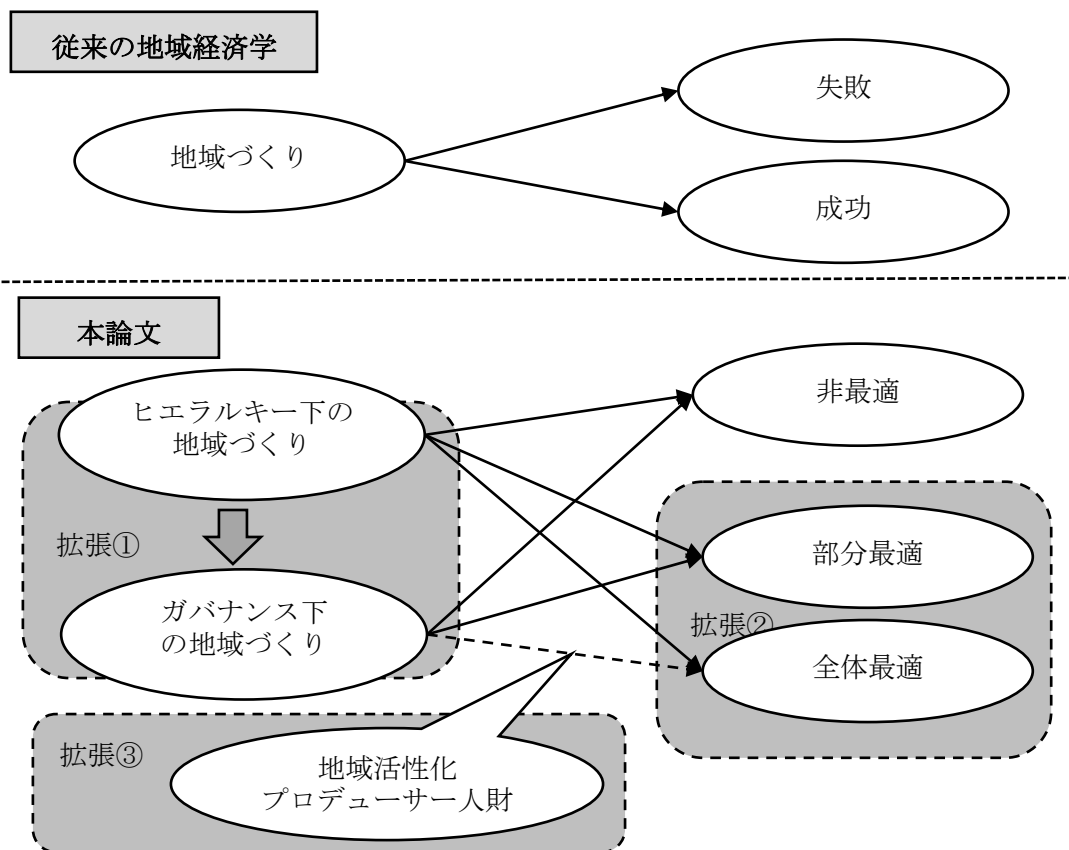 従来の地域経済学
失敗
地域づくり
成功
本論文
非最適
ヒエラルキー下の
地域づくり
拡張①
部分最適
ガバナンス下
の地域づくり
拡張②
全体最適
拡張③
地域活性化
プロデューサー人財